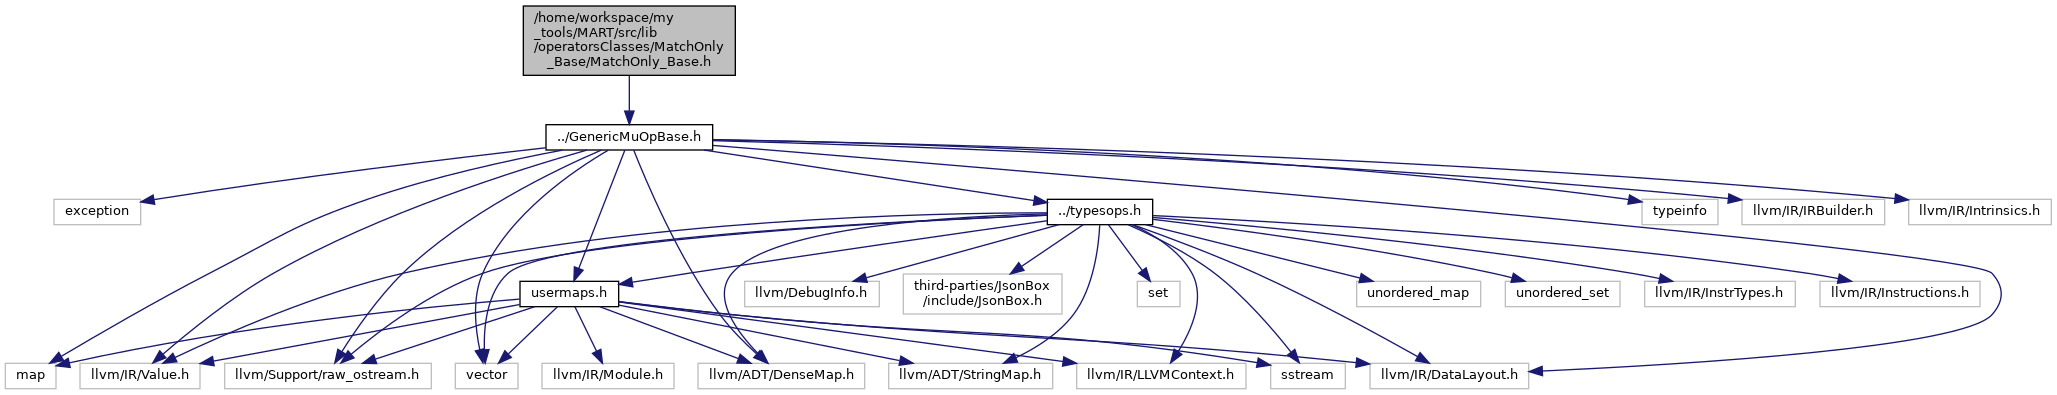 /home/workspace/my
_tools/MART/src/lib
/operatorsClasses/MatchOnly
_Base/MatchOnly_Base.h
../GenericMuOpBase.h
exception
../typesops.h
typeinfo
llvm/IR/IRBuilder.h
llvm/IR/Intrinsics.h
usermaps.h
llvm/DebugInfo.h
third-parties/JsonBox
/include/JsonBox.h
set
unordered_map
unordered_set
llvm/IR/InstrTypes.h
llvm/IR/Instructions.h
map
llvm/IR/Value.h
llvm/Support/raw_ostream.h
vector
llvm/IR/Module.h
llvm/ADT/DenseMap.h
llvm/ADT/StringMap.h
llvm/IR/LLVMContext.h
sstream
llvm/IR/DataLayout.h